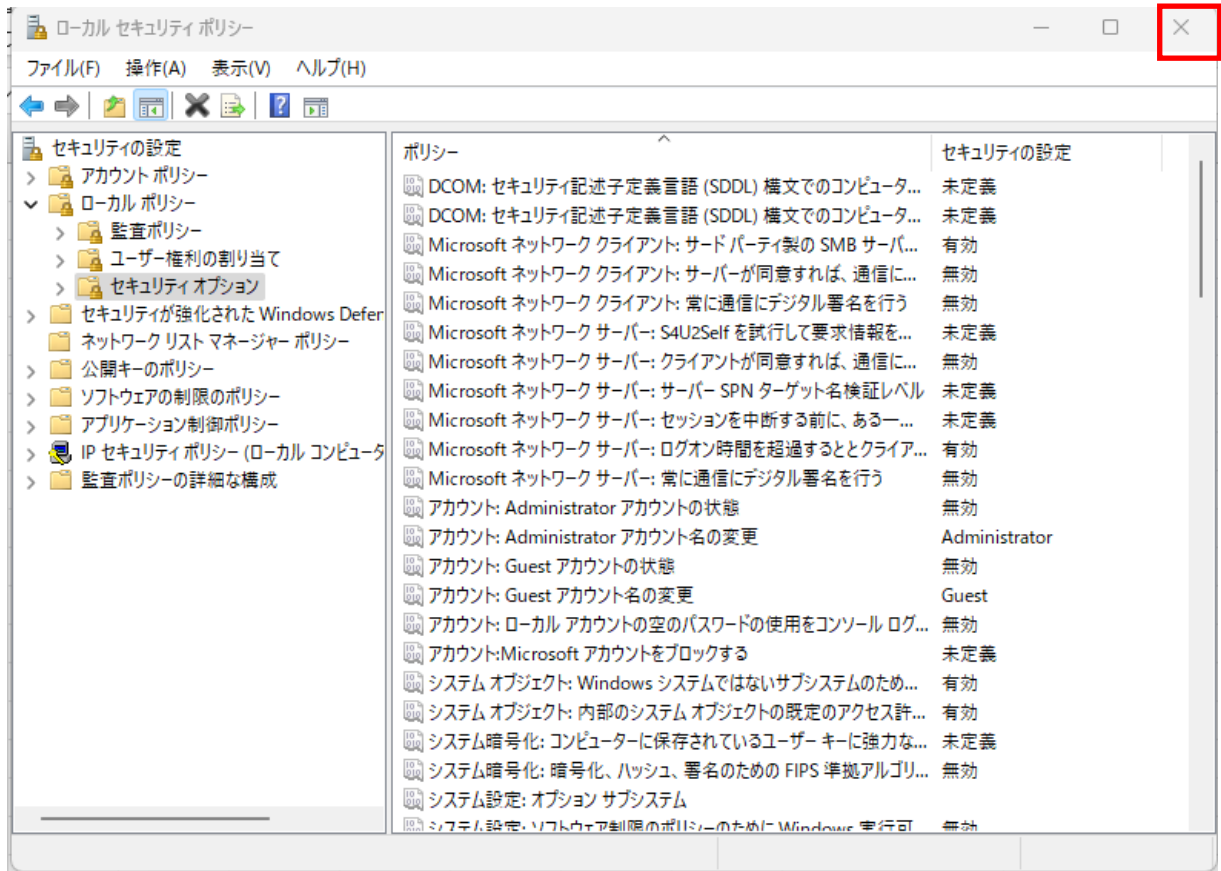 ローカル セキュリティ ポリシー
ファイル(F) 操作(A) 表示(V) ヘルプ(H)
セキュリティの設定
アカウント ポリシー
ローカル ポリシー
監査ポリシー
ユーザー権利の割り当て
セキュリティ オプション
セキュリティが強化された Windows Defer
ネットワーク リスト マネージャー ポリシー
公開キーのポリシー
ソフトウェアの制限のポリシー
アプリケーション制御ポリシー
IP セキュリティ ポリシー (ローカル コンピュータ
監査ポリシーの詳細な構成
ポリシー セキュリティの設定
DCOM: セキュリティ記述子定義言語 (SDDL) 構文でのコンピュータ... 未定義
DCOM: セキュリティ記述子定義言語 (SDDL) 構文でのコンピュータ... 未定義
Microsoft ネットワーク クライアント: サード パーティ製の SMB サーバ... 有効
Microsoft ネットワーク クライアント: サーバーが同意すれば、通信に... 無効
Microsoft ネットワーク クライアント: 常に通信にデジタル署名を行う 無効
Microsoft ネットワーク サーバー: S4U2Self を試行して要求情報を... 未定義
Microsoft ネットワーク サーバー: クライアントが同意すれば、通信に... 無効
Microsoft ネットワーク サーバー: サーバー SPN ターゲット名検証レベル 未定義
Microsoft ネットワーク サーバー: セッションを中断する前に、ある一... 未定義
Microsoft ネットワーク サーバー: ログオン時間を超過するととクライア... 有効
Microsoft ネットワーク サーバー: 常に通信にデジタル署名を行う 無効
アカウント: Administrator アカウントの状態 無効
アカウント: Administrator アカウント名の変更 Administrator
アカウント: Guest アカウントの状態 無効
アカウント: Guest アカウント名の変更 Guest
アカウント: ローカル アカウントの空のパスワードの使用をコンソール ログ... 無効
アカウント:Microsoft アカウントをブロックする 未定義
システム オブジェクト: Windows システムではないサブシステムのため... 有効
システム オブジェクト: 内部のシステム オブジェクトの既定のアクセス許... 有効
システム暗号化: コンピューターに保存されているユーザー キーに強力な... 未定義
システム暗号化: 暗号化、ハッシュ、署名のための FIPS 準拠アルゴリ... 無効
システム設定: オプション サブシステム
システム設定: ソフトウェア制限のポリシーのために Windows 実行可 無効